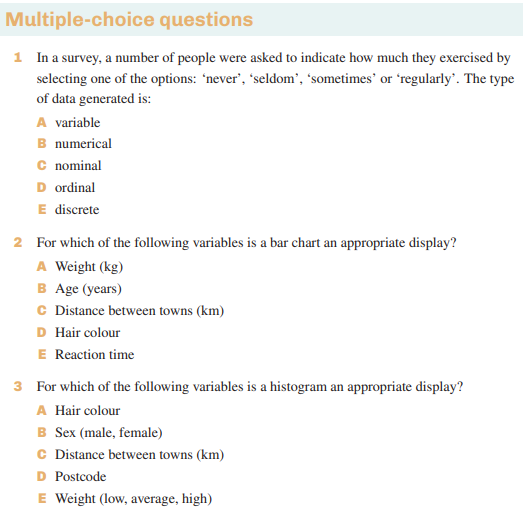 Multiple-choice questions
1 In a survey, a number of people were asked to indicate how much they exercised by
selecting one of the options: ‘never’, ‘seldom’, ‘sometimes’ or ‘regularly’. The type
of data generated is:
A variable
B numerical
C nominal
D ordinal
E discrete
2 For which of the following variables is a bar chart an appropriate display?
A Weight (kg)
B Age (years)
C Distance between towns (km)
D Hair colour
E Reaction time
3 For which of the following variables is a histogram an appropriate display?
A Hair colour
B Sex (male, female)
C Distance between towns (km)
D Postcode
E Weight (low, average, high)